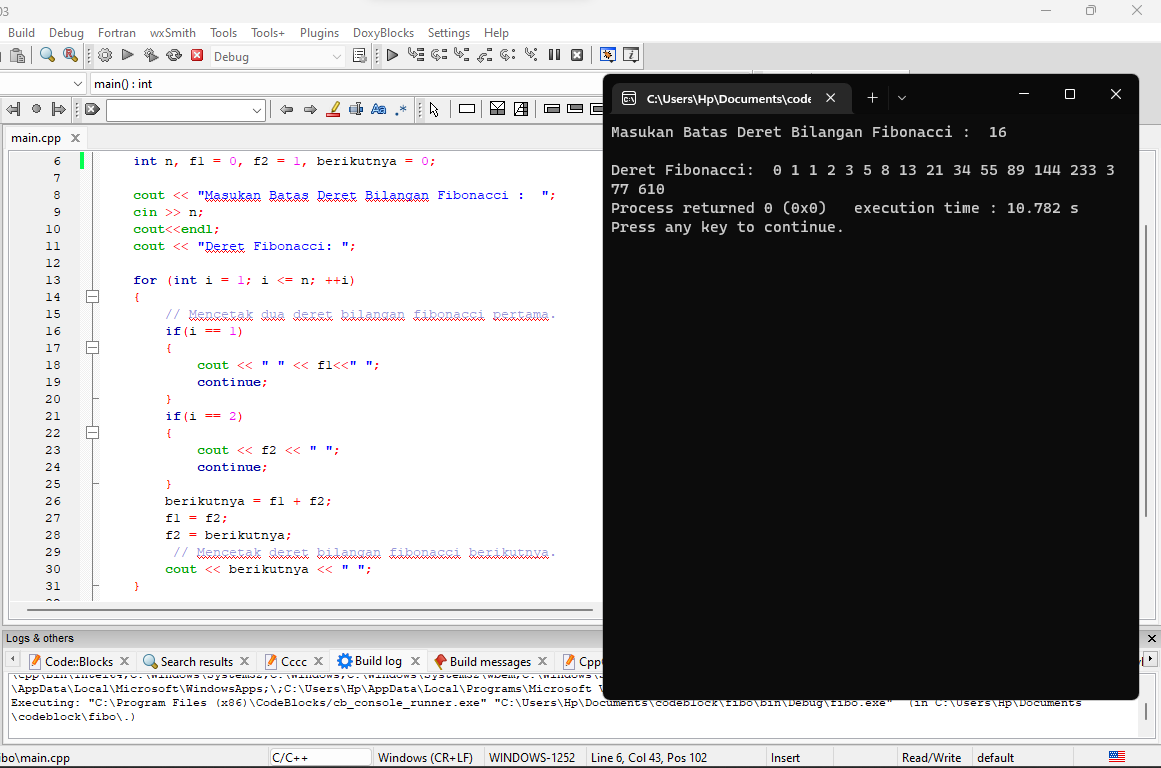 03
Build Debug Fortran wxSmith Tools Tools+ Plugins DoxyBlocks Settings Help
Debug
main() : int
main.cpp
6 int n, f1 = 0, f2 = 1, berikutnya = 0;
7
8 cout << "Masukan Batas Deret Bilangan Fibonacci :  ";
9 cin >> n;
10 cout<<endl;
11 cout << "Deret Fibonacci: ";
12
13 for (int i = 1; i <= n; ++i)
14 {
15 // Mencetak dua deret bilangan fibonacci pertama.
16 if(i == 1)
17 {
18 cout << " " << f1<<" ";
19 continue;
20 }
21 if(i == 2)
22 {
23 cout << f2 << " ";
24 continue;
25 }
26 berikutnya = f1 + f2;
27 f1 = f2;
28 f2 = berikutnya;
29 // Mencetak deret bilangan fibonacci berikutnya.
30 cout << berikutnya << " ";
31 }
C:\Users\Hp\Documents\code
Masukan Batas Deret Bilangan Fibonacci :  16
Deret Fibonacci:  0 1 1 2 3 5 8 13 21 34 55 89 144 233 3
77 610
Process returned 0 (0x0)   execution time : 10.782 s
Press any key to continue.
Logs & others
Code::Blocks Search results Cccc Build log Build messages
\AppData\Local\Microsoft\WindowsApps;\;C:\Users\Hp\AppData\Local\Programs\Microsoft
Executing: "C:\Program Files (x86)\CodeBlocks/cb_console_runner.exe" "C:\Users\Hp\Documents\codeblock\fibo\bin\Debug\fibo.exe"  (in C:\Users\Hp\Documents
\codeblock\fibo\.)
ibo\main.cpp C/C++ Windows (CR+LF) WINDOWS-1252 Line 6, Col 43, Pos 102 Insert Read/Write default